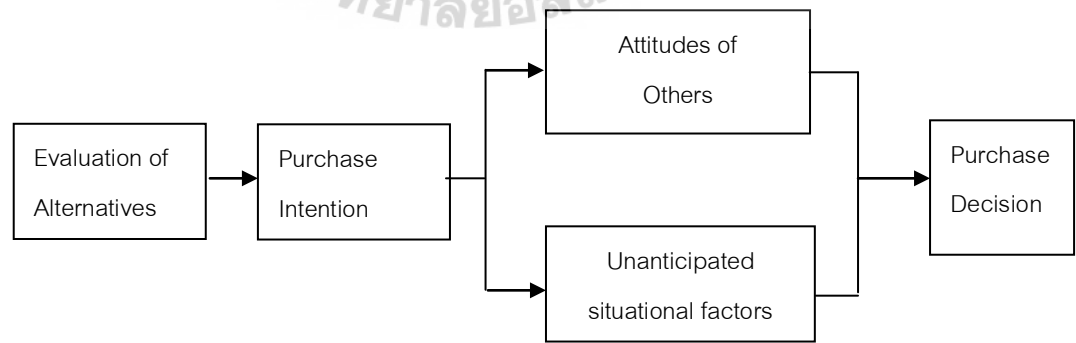 Attitudes of
Others
Evaluation of
Alternatives
Purchase
Intention
Unanticipated
situational factors
Purchase
Decision